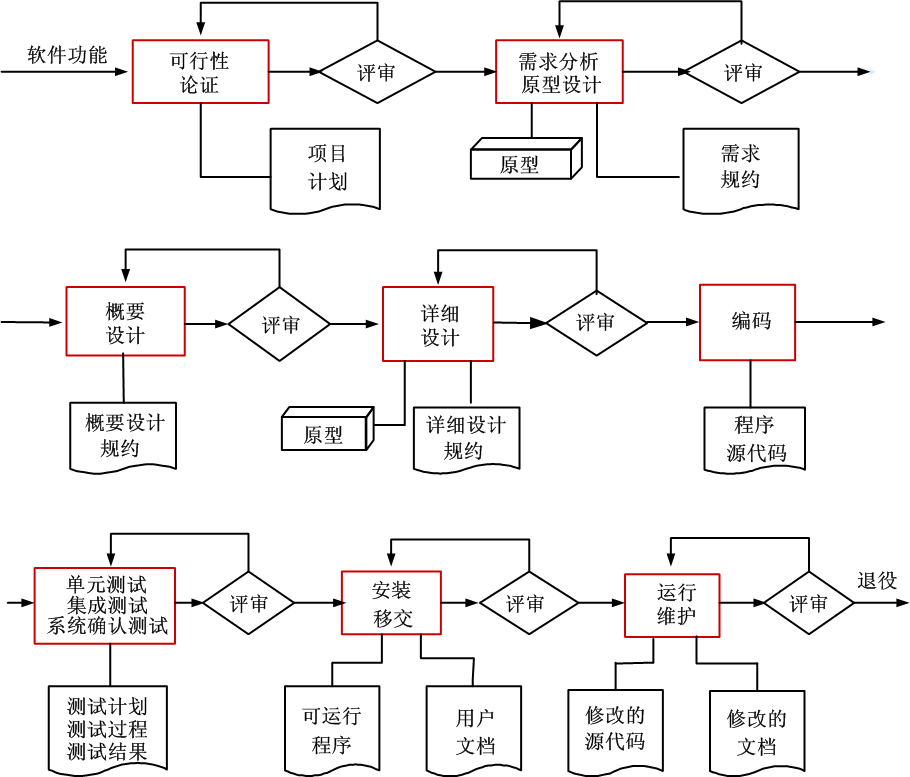 软件功能
可行性
论证
评审
需求分析
原型设计
评审
项目
计划
原型
需求
规约
概要
设计
评审
详细
设计
评审
编码
概要设计
规约
原型
详细设计
规约
程序
源代码
单元测试
集成测试
系统确认测试
评审
安装
移交
评审
运行
维护
评审
退役
测试计划
测试过程
测试结果
可运行
程序
用户
文档
修改的
源代码
修改的
文档